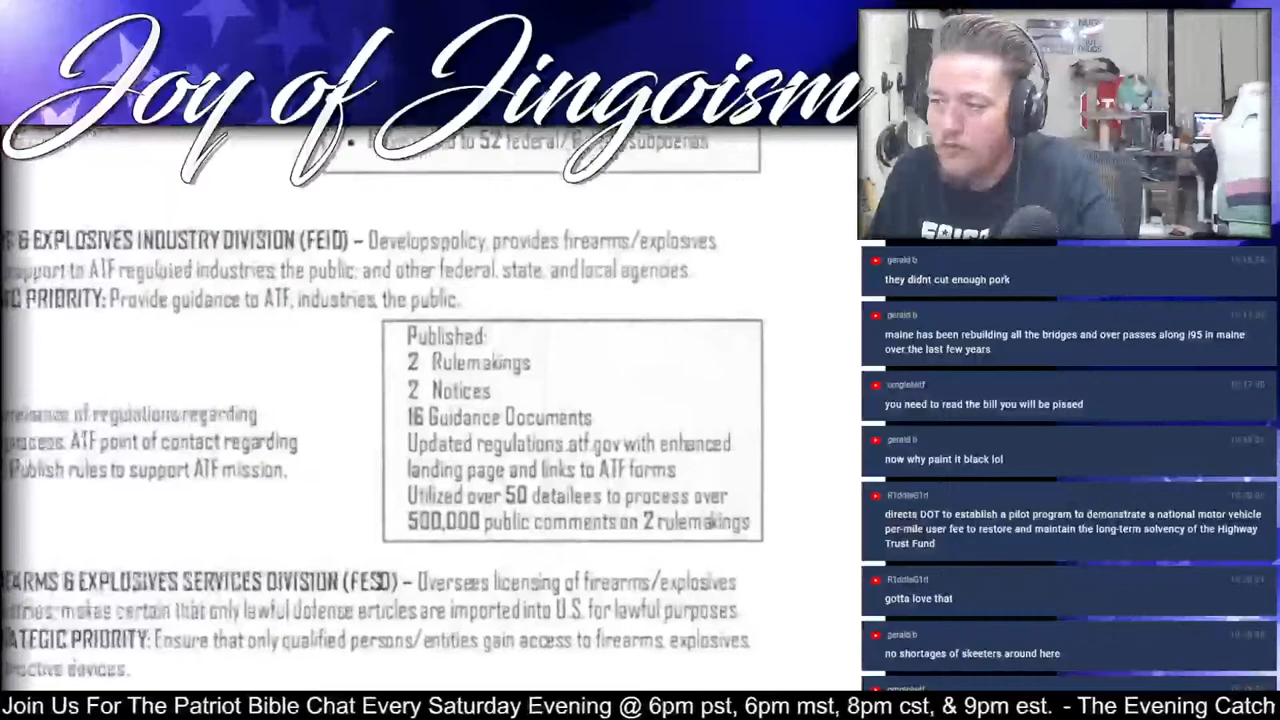 Joy of Jingoism
to 52 federal/ subpoenas
& EXPLOSIVES INDUSTRY DIVISION (FEID) – Develops policy, provides firearms/explosives
support to ATF regulated industries, the public, and other federal, state, and local agencies.
PRIORITY: Provide guidance to ATF, industries, the public.
Published:
2 Rulemakings
2 Notices
16 Guidance Documents
Updated regulations.atf.gov with enhanced
landing page and links to ATF forms
Utilized over 50 detailees to process over
500,000 public comments on 2 rulemakings
of regulations regarding
process. ATF point of contact regarding
Publish rules to support ATF mission.
& EXPLOSIVES SERVICES DIVISION (FESD) – Oversees licensing of firearms/explosives
makes certain that only lawful defense articles are imported into U.S. for lawful purposes.
PRIORITY: Ensure that only qualified persons/entities gain access to firearms, explosives,
devices.
gerald b
they didnt cut enough pork
gerald b
maine has been rebuilding all the bridges and over passes along i95 in maine
over the last few years
you need to read the bill you will be pissed
gerald b
now why paint it black lol
R1ddleG1rl
directs DOT to establish a pilot program to demonstrate a national motor vehicle
per-mile user fee to restore and maintain the long-term solvency of the Highway
Trust Fund
R1ddleG1rl
gotta love that
gerald b
no shortages of skeeters around here
Join Us For The Patriot Bible Chat Every Saturday Evening @ 6pm pst, 6pm mst, 8pm cst, & 9pm est. - The Evening Catch